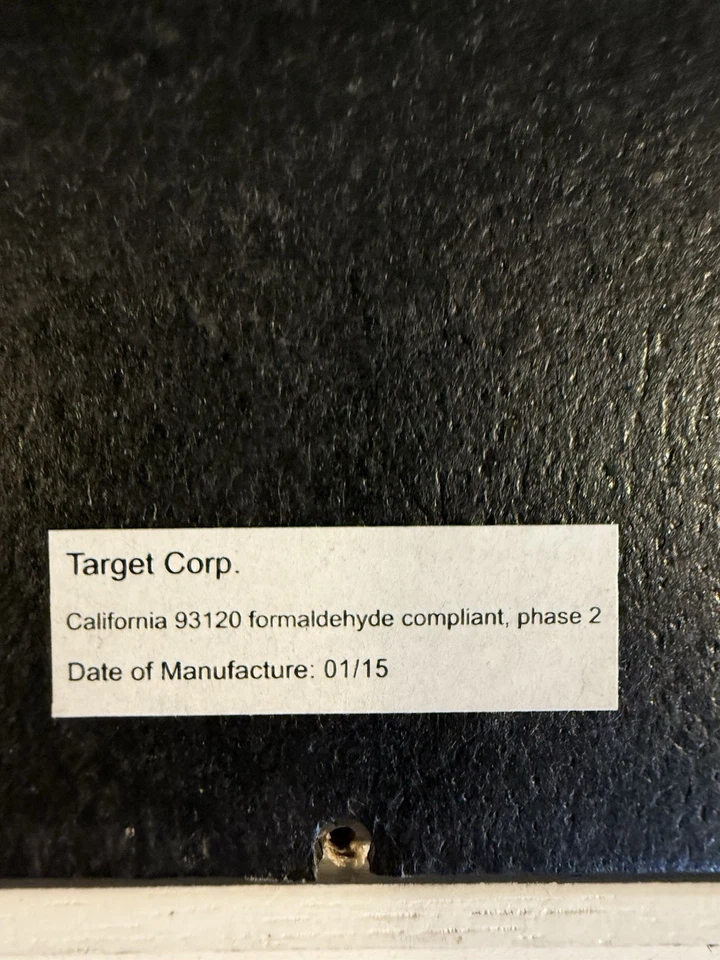 Target Corp.
California 93120 formaldehyde compliant, phase 2
Date of Manufacture: 01/15